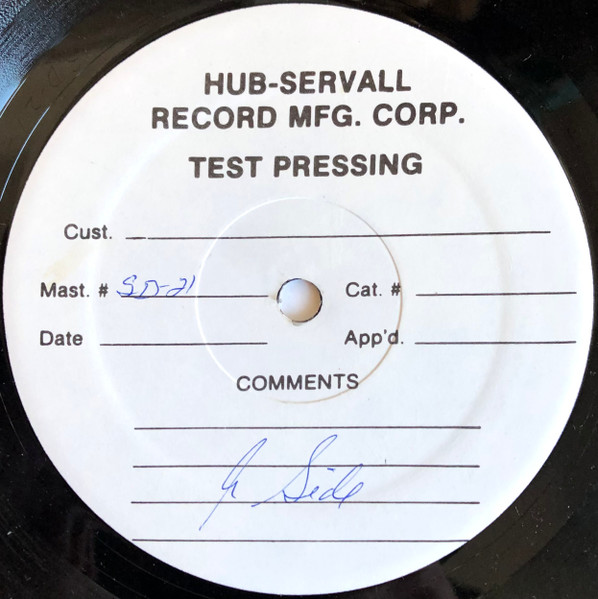 HUB-SERVALL
RECORD MFG. CORP.
TEST PRESSING
Cust.
Mast. # SD-21 Cat. #
Date App'd.
COMMENTS
Side